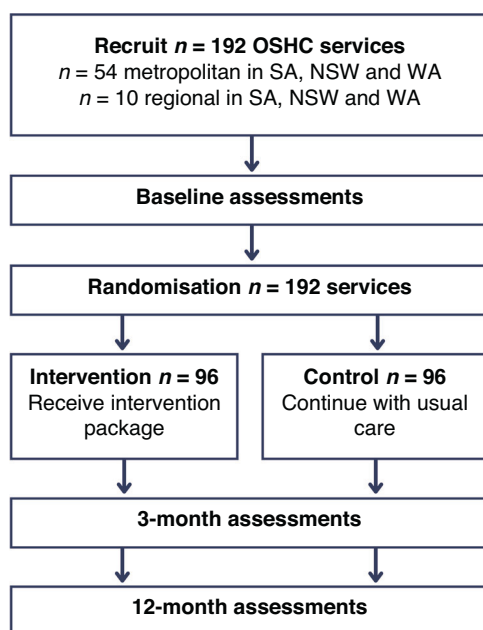 Recruit n = 192 OSHC services
n = 54 metropolitan in SA, NSW and WA
n = 10 regional in SA, NSW and WA
Baseline assessments
Randomisation n = 192 services
Intervention n = 96
Receive intervention
package
Control n = 96
Continue with usual
care
3-month assessments
12-month assessments